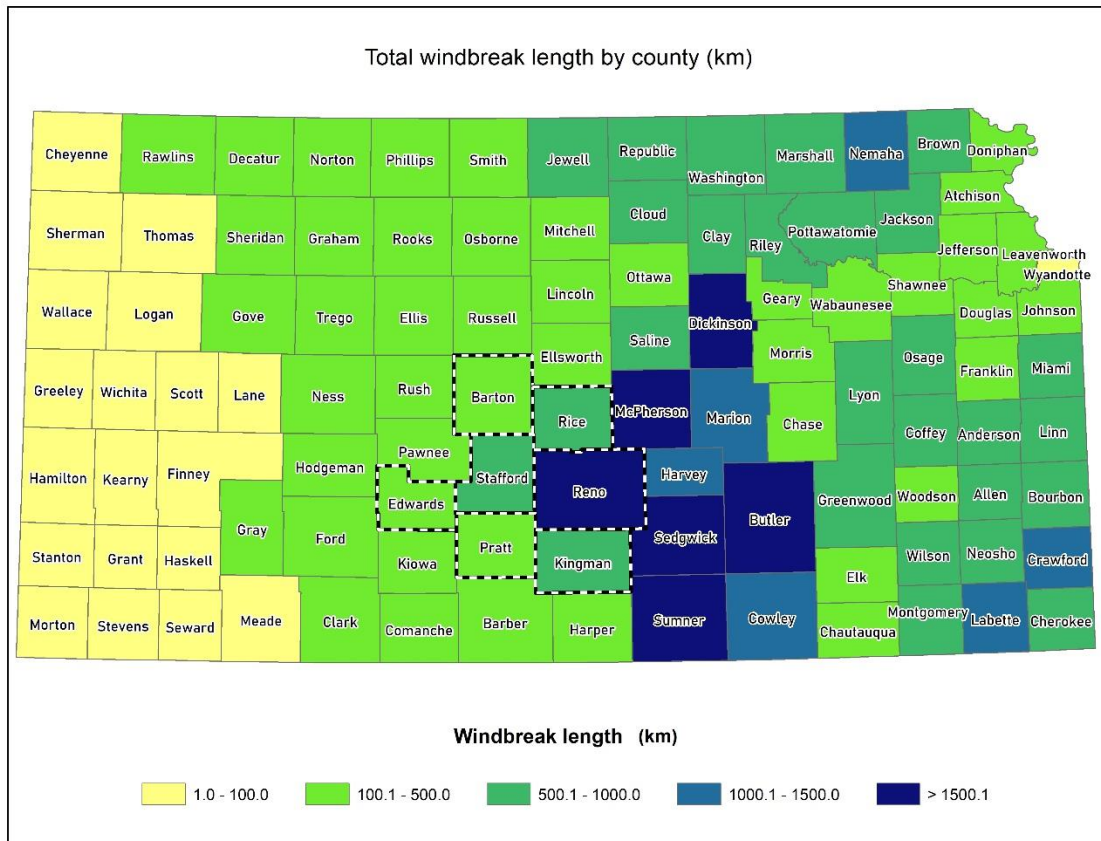 Total windbreak length by county (km)
Cheyenne
Rawlins
Decatur
Norton
Phillips
Smith
Jewell
Republic
Washington
Marshall
Nemaha
Brown
Doniphan
Atchison
Sherman
Thomas
Sheridan
Graham
Rooks
Osborne
Mitchell
Cloud
Clay
Riley
Pottawatomie
Jackson
Jefferson
Leavenworth
Wyandotte
Wallace
Logan
Gove
Trego
Ellis
Russell
Lincoln
Ottawa
Dickinson
Geary
Wabaunsee
Shawnee
Douglas
Johnson
Ellsworth
Saline
Morris
Osage
Franklin
Miami
Greeley
Wichita
Scott
Lane
Ness
Rush
Barton
Rice
McPherson
Marion
Chase
Lyon
Coffey
Anderson
Linn
Hamilton
Kearny
Finney
Hodgeman
Pawnee
Edwards
Stafford
Reno
Harvey
Butler
Greenwood
Woodson
Allen
Bourbon
Stanton
Grant
Haskell
Gray
Ford
Kiowa
Pratt
Kingman
Sedgwick
Elk
Wilson
Neosho
Crawford
Morton
Stevens
Seward
Meade
Clark
Comanche
Barber
Harper
Sumner
Cowley
Chautauqua
Montgomery
Labette
Cherokee
Windbreak length (km)
1.0 - 100.0
100.1 - 500.0
500.1 - 1000.0
1000.1 - 1500.0
> 1500.1